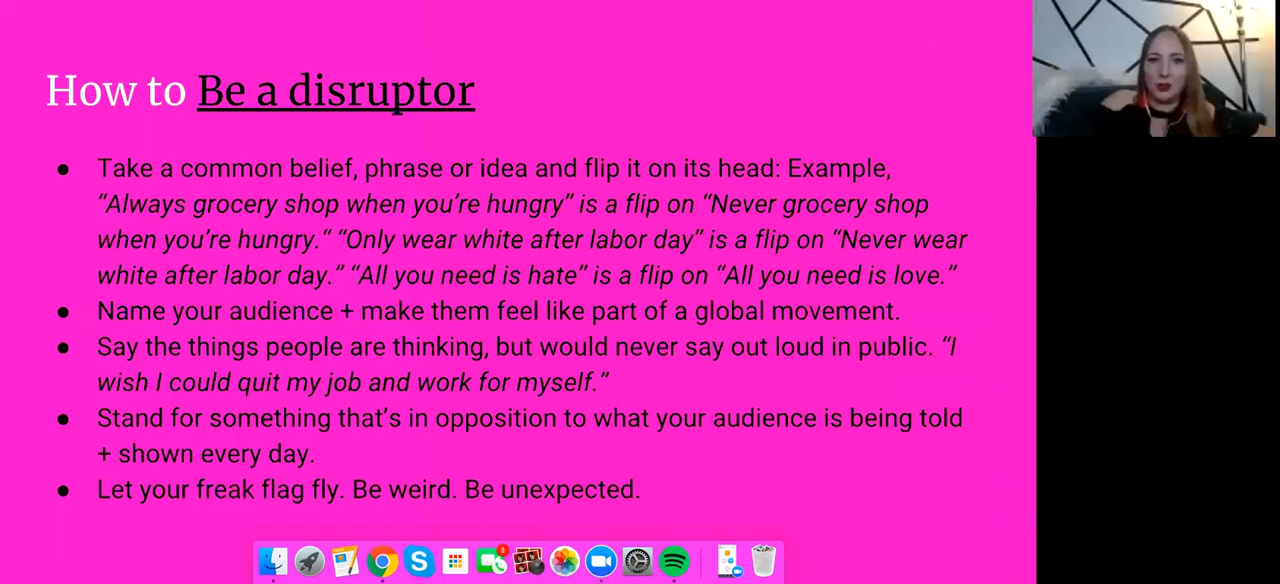 How to Be a disruptor
● Take a common belief, phrase or idea and flip it on its head: Example,
“Always grocery shop when you’re hungry” is a flip on “Never grocery shop
when you’re hungry.“ “Only wear white after labor day” is a flip on “Never wear
white after labor day.” “All you need is hate” is a flip on “All you need is love.”
● Name your audience + make them feel like part of a global movement.
● Say the things people are thinking, but would never say out loud in public. “I
wish I could quit my job and work for myself.”
● Stand for something that’s in opposition to what your audience is being told
+ shown every day.
● Let your freak flag fly. Be weird. Be unexpected.